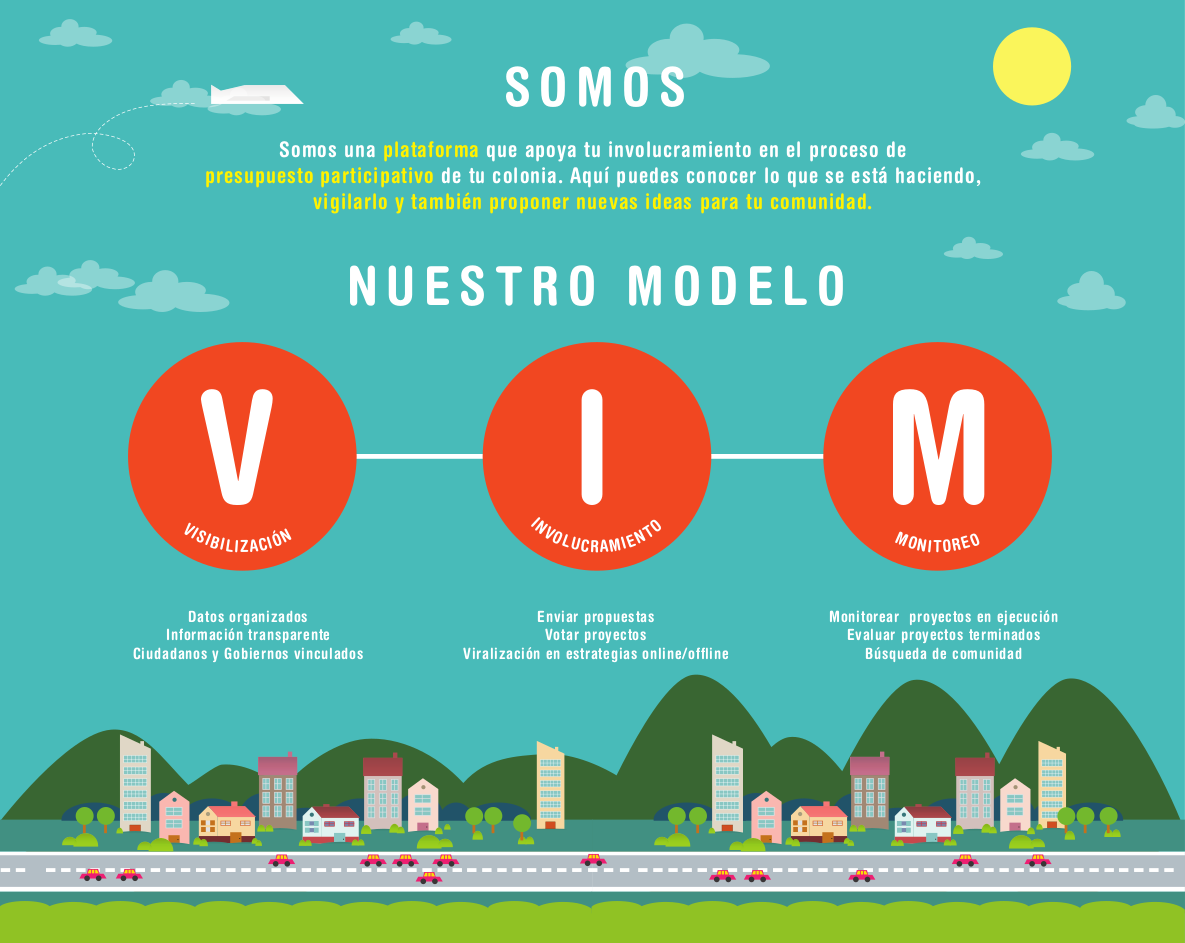 SOMOS
Somos una plataforma que apoya tu involucramiento en el proceso de
presupuesto participativo de tu colonia. Aquí puedes conocer lo que se está haciendo,
vigilarlo y también proponer nuevas ideas para tu comunidad.
NUESTRO MODELO
V
VISIBILIZACIÓN
I
INVOLUCRAMIENTO
M
MONITOREO
Datos organizados
Información transparente
Ciudadanos y Gobiernos vinculados
Enviar propuestas
Votar proyectos
Viralización en estrategias online/offline
Monitorear proyectos en ejecución
Evaluar proyectos terminados
Búsqueda de comunidad